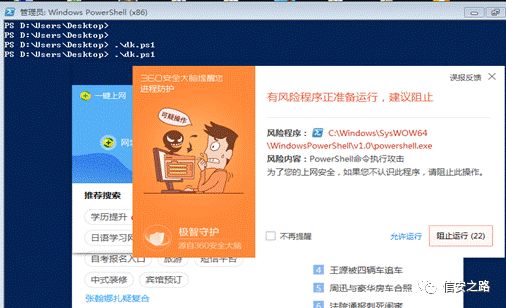 管理员: Windows PowerShell (x86)
PS D:\Users\Desktop>
PS D:\Users\Desktop>
PS D:\Users\Desktop> .\dk.ps1
PS D:\Users\Desktop> .\dk.ps1
360安全大脑提醒您
进程防护
可疑操作
极智守护
源自360安全大脑
误报反馈
有风险程序正准备运行，建议阻止
风险程序： C:\Windows\SysWOW64
\WindowsPowerShell\v1.0\powershell.exe
风险内容：PowerShell命令执行攻击
为了您的上网安全，如果您不认识此程序，请阻止此操作。
不再提醒
允许运行
阻止运行 (22)
一键上网
推荐搜索
学历提升
日语学习网
自考报名入口
旅游
短信平台
中式装修
宾馆预订
张翰娜扎疑复合
4 王源被四辆车追车
5 周迅与豪华房车合照
6
信安之路